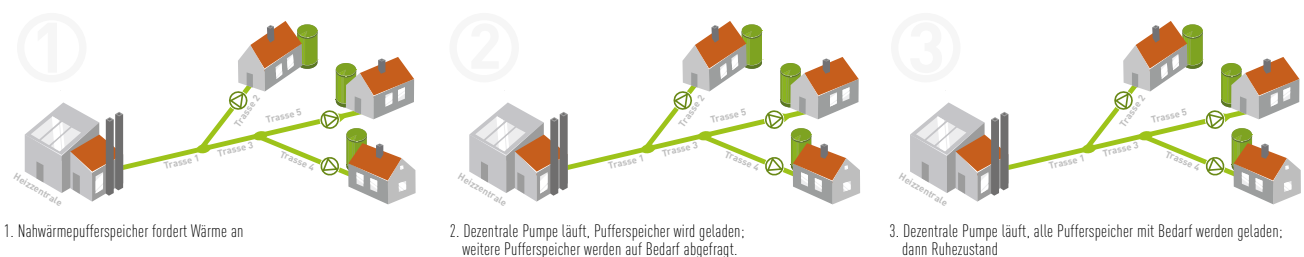 1
Trasse 2
Trasse 5
Trasse 1
Trasse 3
Trasse 4
Heizzentrale
1. Nahwärmepufferspeicher fordert Wärme an
2
Trasse 2
Trasse 5
Trasse 1
Trasse 3
Trasse 4
Heizzentrale
2. Dezentrale Pumpe läuft, Pufferspeicher wird geladen;
weitere Pufferspeicher werden auf Bedarf abgefragt.
3
Trasse 2
Trasse 5
Trasse 1
Trasse 3
Trasse 4
Heizzentrale
3. Dezentrale Pumpe läuft, alle Pufferspeicher mit Bedarf werden geladen;
dann Ruhezustand